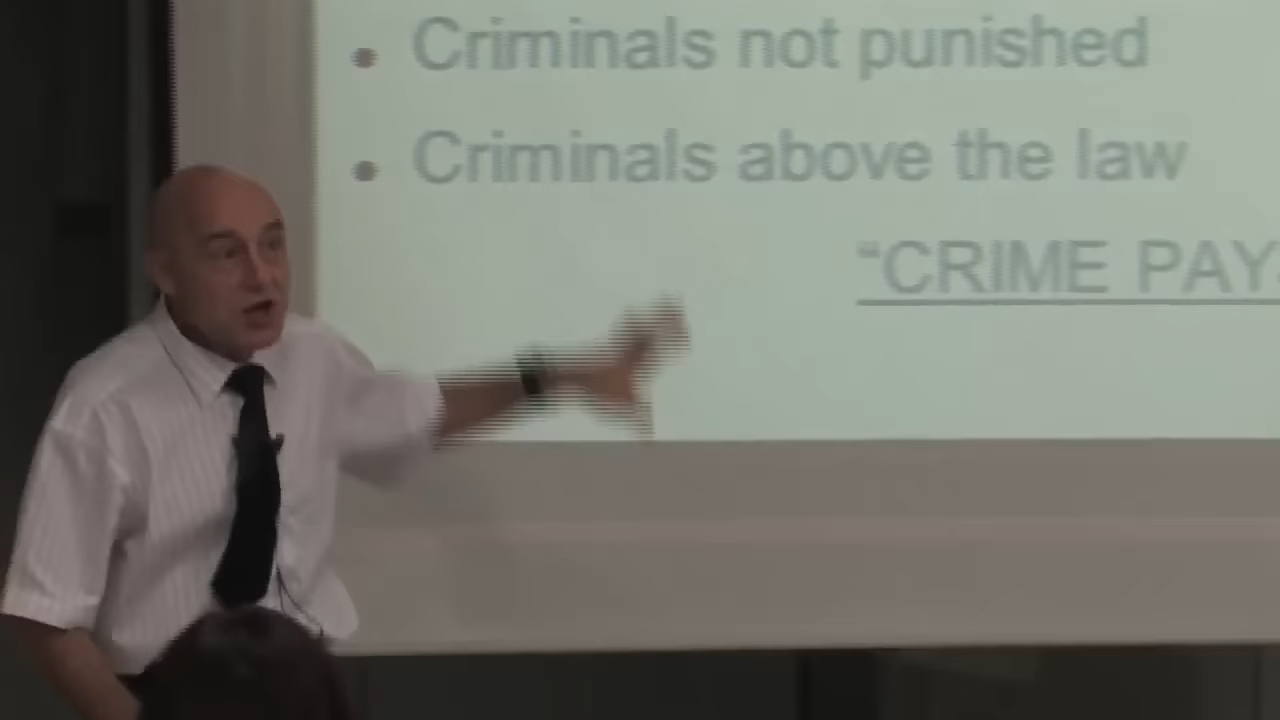 • Criminals not punished
• Criminals above the law
“CRIME PAY